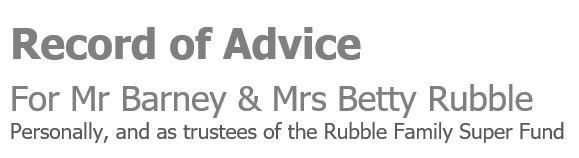 Record of Advice
For Mr Barney & Mrs Betty Rubble
Personally, and as trustees of the Rubble Family Super Fund